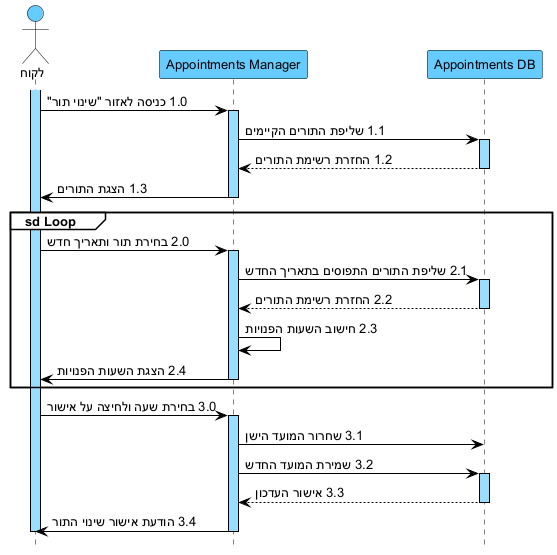 לקוח
Appointments Manager
Appointments DB
1.0 כניסה לאזור "שינוי תור"
1.1 שליפת התורים הקיימים
1.2 החזרת רשימת התורים
1.3 הצגת התורים
sd Loop
2.0 בחירת תור ותאריך חדש
2.1 שליפת התורים התפוסים בתאריך החדש
2.2 החזרת רשימת התורים
2.3 חישוב השעות הפנויות
2.4 הצגת השעות הפנויות
3.0 בחירת שעה ולחיצה על אישור
3.1 שחרור המועד הישן
3.2 שמירת המועד החדש
3.3 אישור העדכון
3.4 הודעת אישור שינוי התור